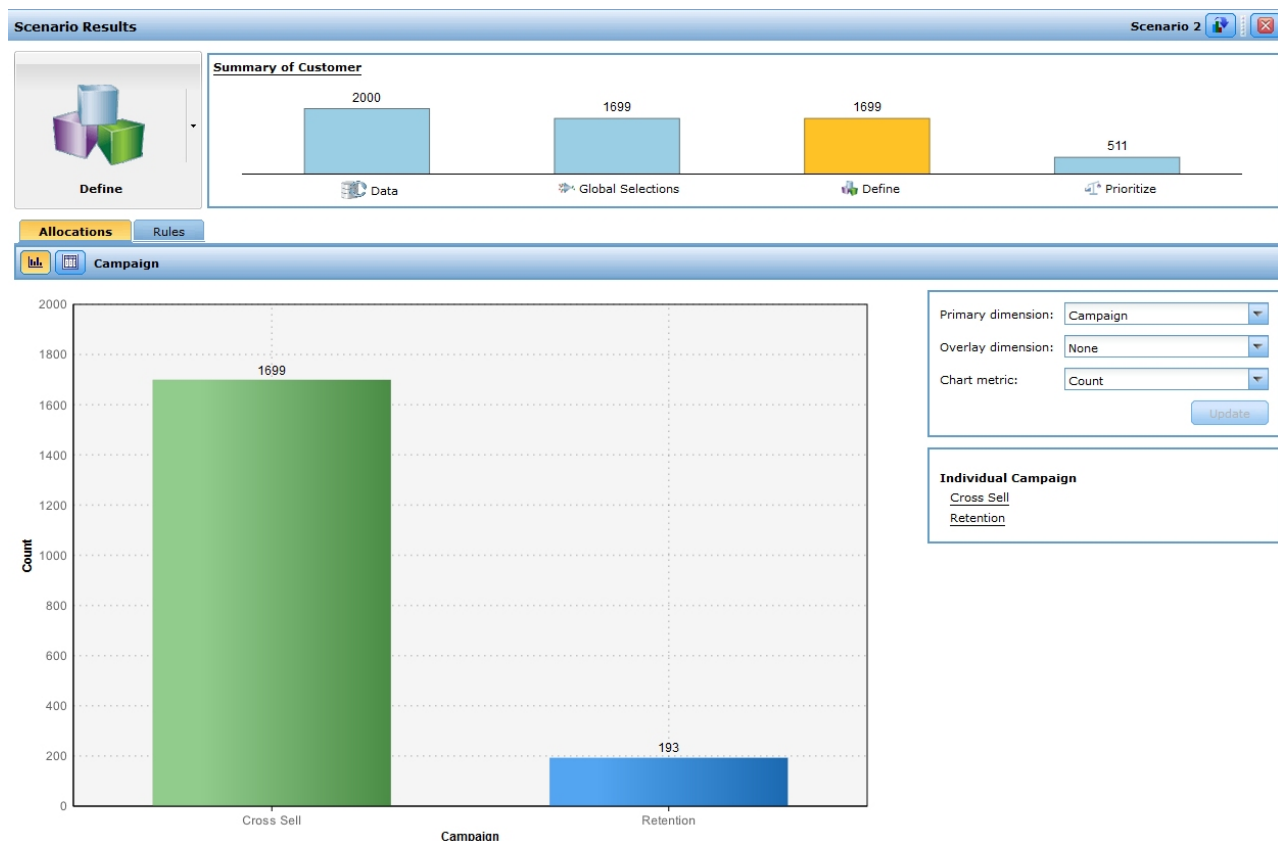 Scenario Results
Scenario 2
Define
Summary of Customer
2000
1699
1699
511
Data
Global Selections
Define
Prioritize
Allocations
Rules
Campaign
2000
1800
1600
1400
1200
1000
800
600
400
200
0
Count
1699
193
Cross Sell
Retention
Campaign
Primary dimension: Campaign
Overlay dimension: None
Chart metric: Count
Update
Individual Campaign
Cross Sell
Retention